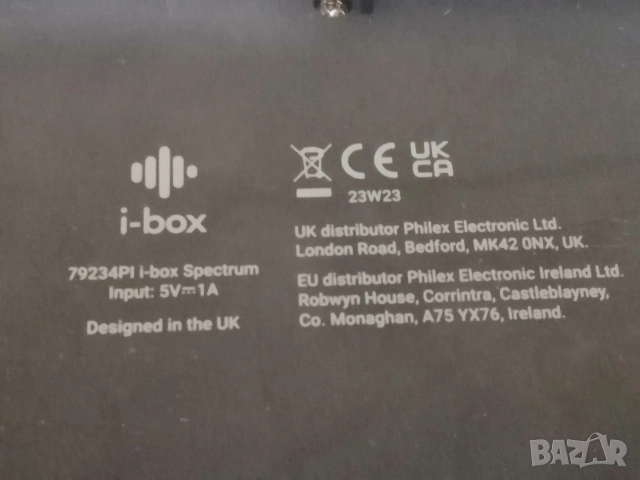 i-box
79234PI i-box Spectrum
Input: 5V⎓1A
Designed in the UK
CE UK
CA
23W23
UK distributor Philex Electronic Ltd.
London Road, Bedford, MK42 0NX, UK.
EU distributor Philex Electronic Ireland Ltd.
Robwyn House, Corrintra, Castleblayney,
Co. Monaghan, A75 YX76, Ireland.
BAZAR